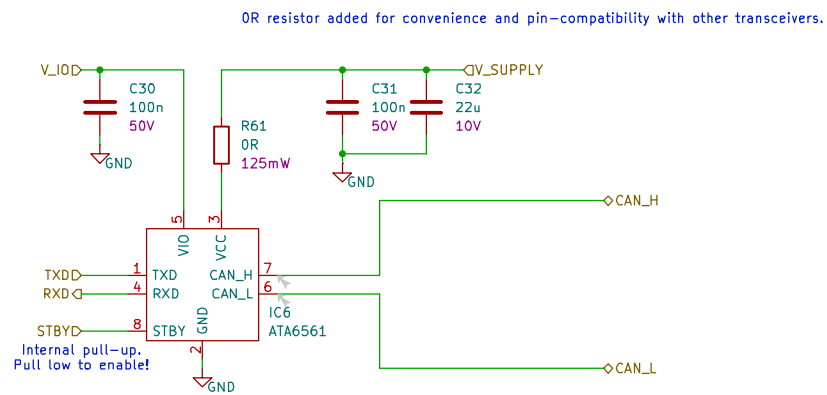 0R resistor added for convenience and pin-compatibility with other transceivers.
V_IO
V_SUPPLY
C30
100n
50V
C31
100n
50V
C32
22u
10V
R61
0R
125mW
GND
GND
CAN_H
5
3
VIO
VCC
TXD
1
TXD
CAN_H
7
RXD
4
RXD
CAN_L
6
IC6
ATA6561
STBY
8
STBY
GND
2
Internal pull-up.
Pull low to enable!
CAN_L
GND